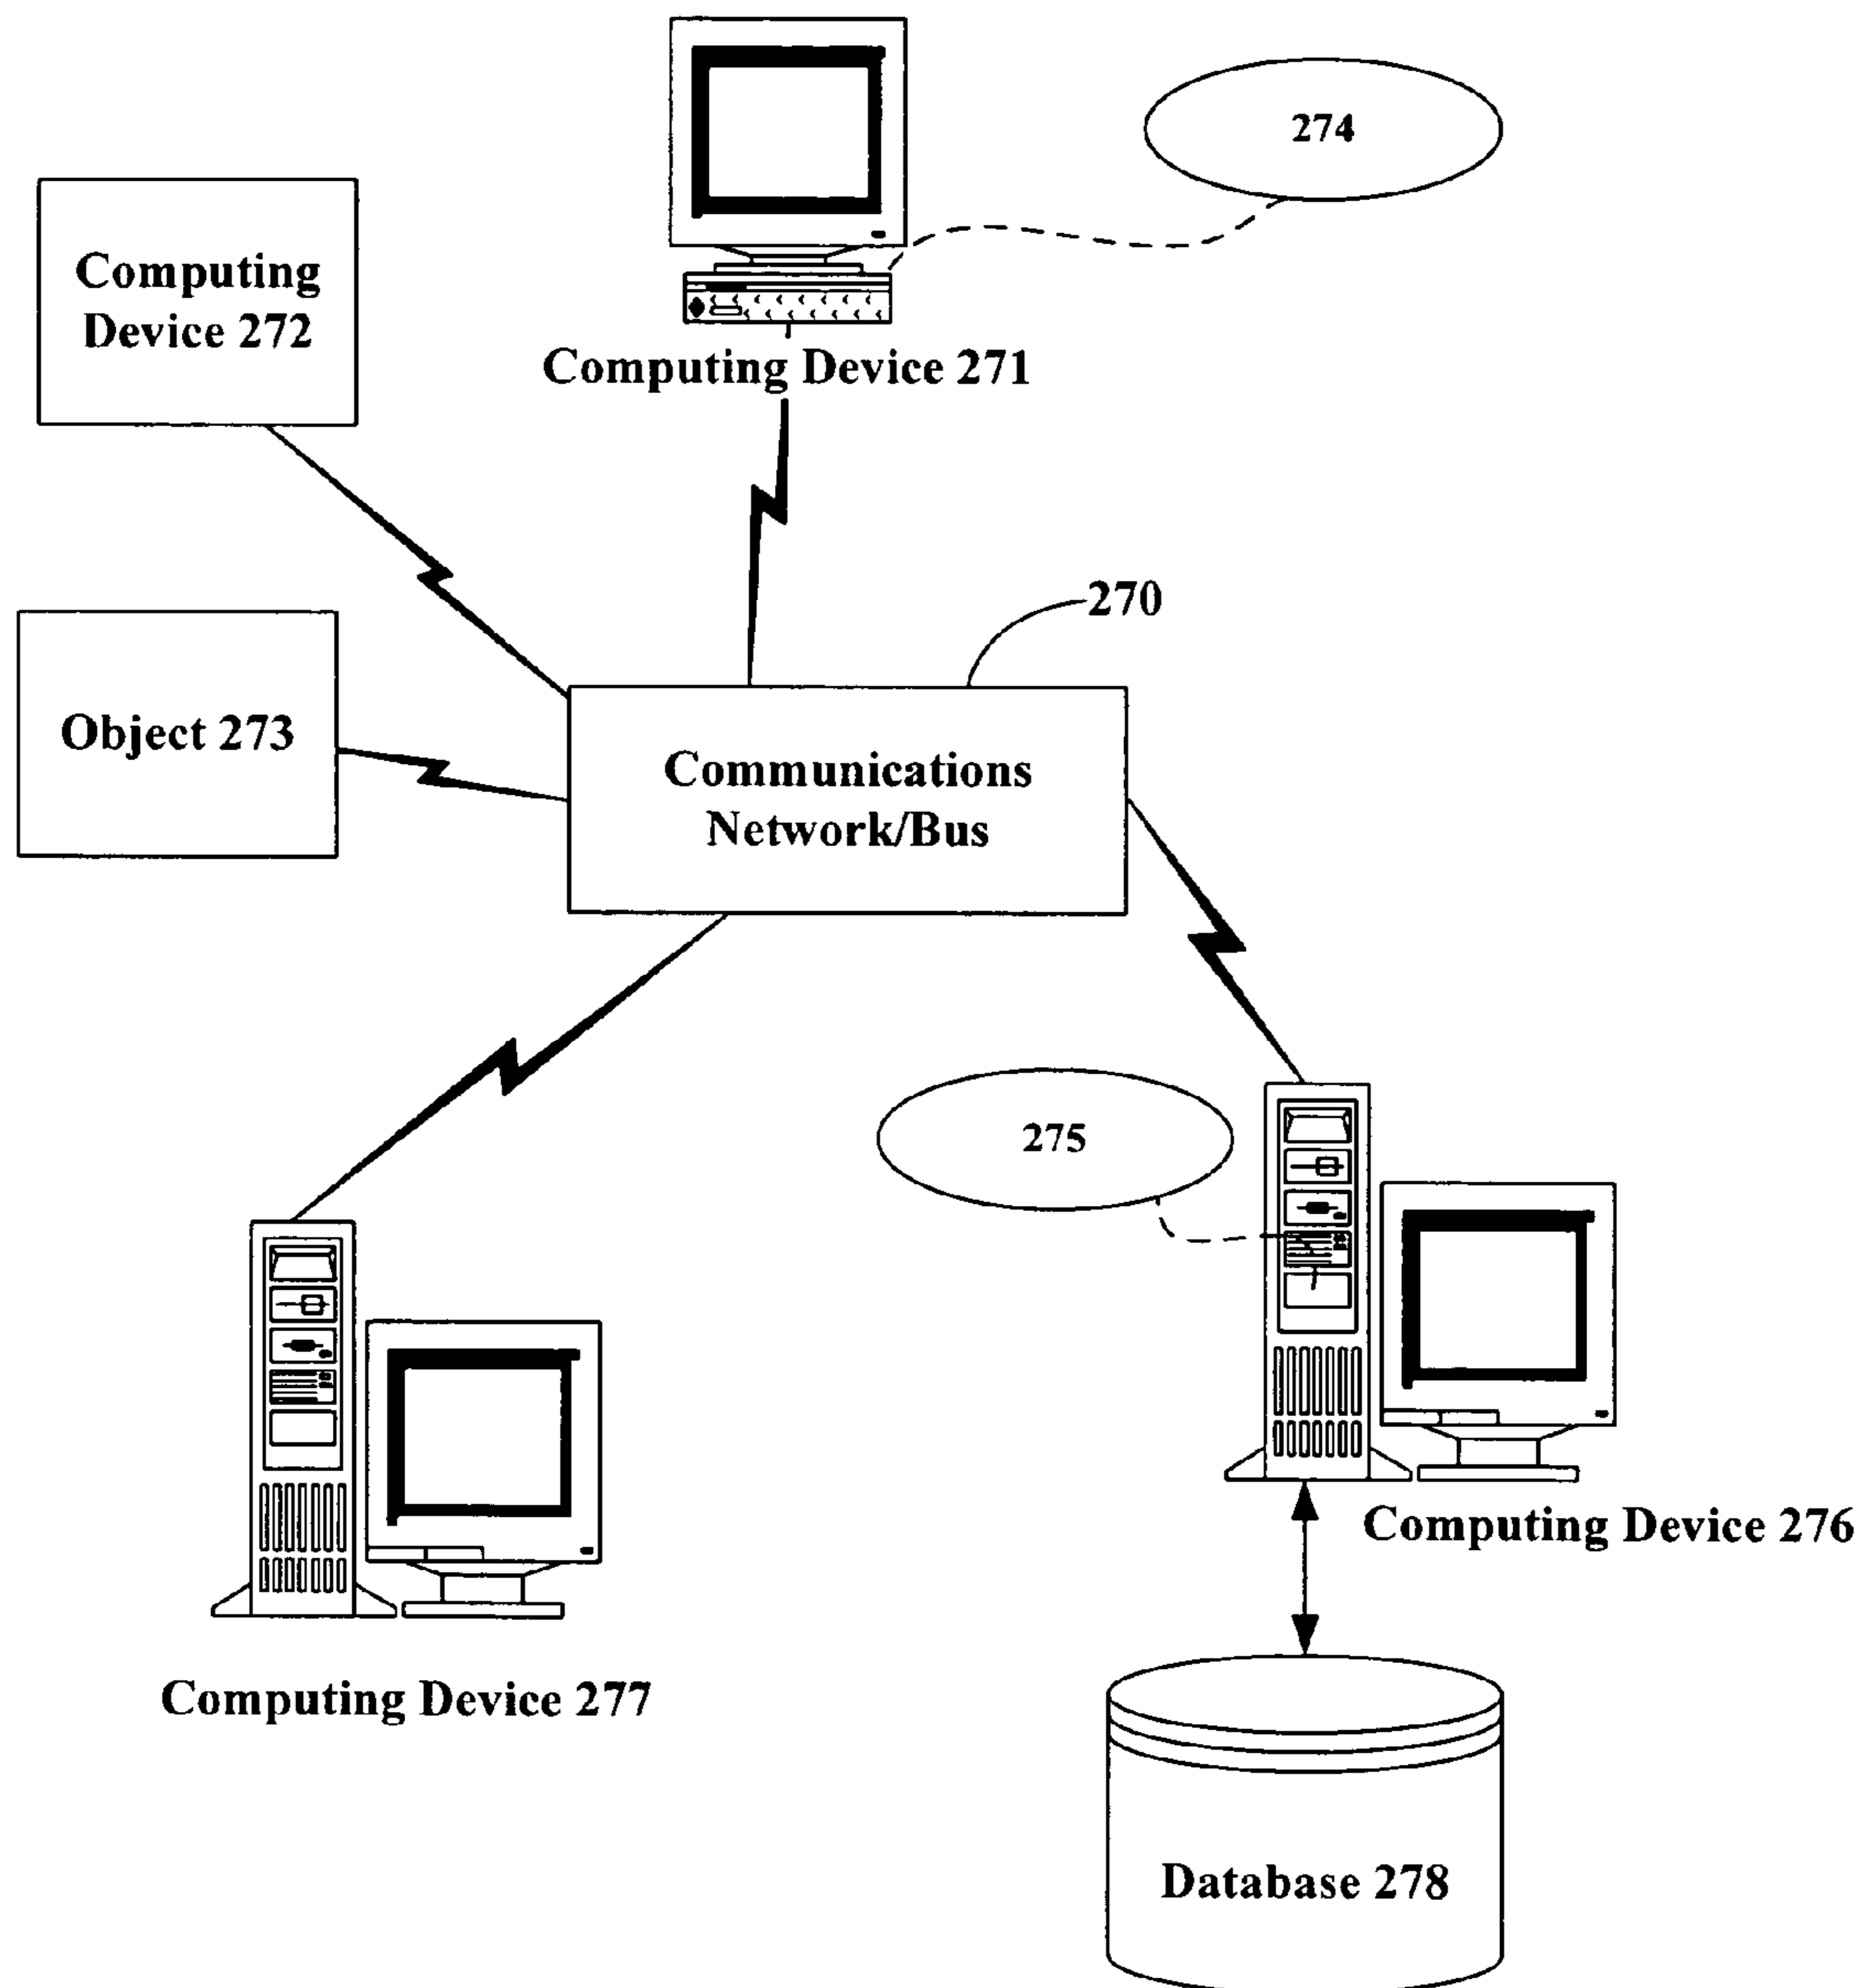 274
Computing
Device 272
Computing Device 271
270
Object 273
Communications
Network/Bus
275
Computing Device 276
Computing Device 277
Database 278